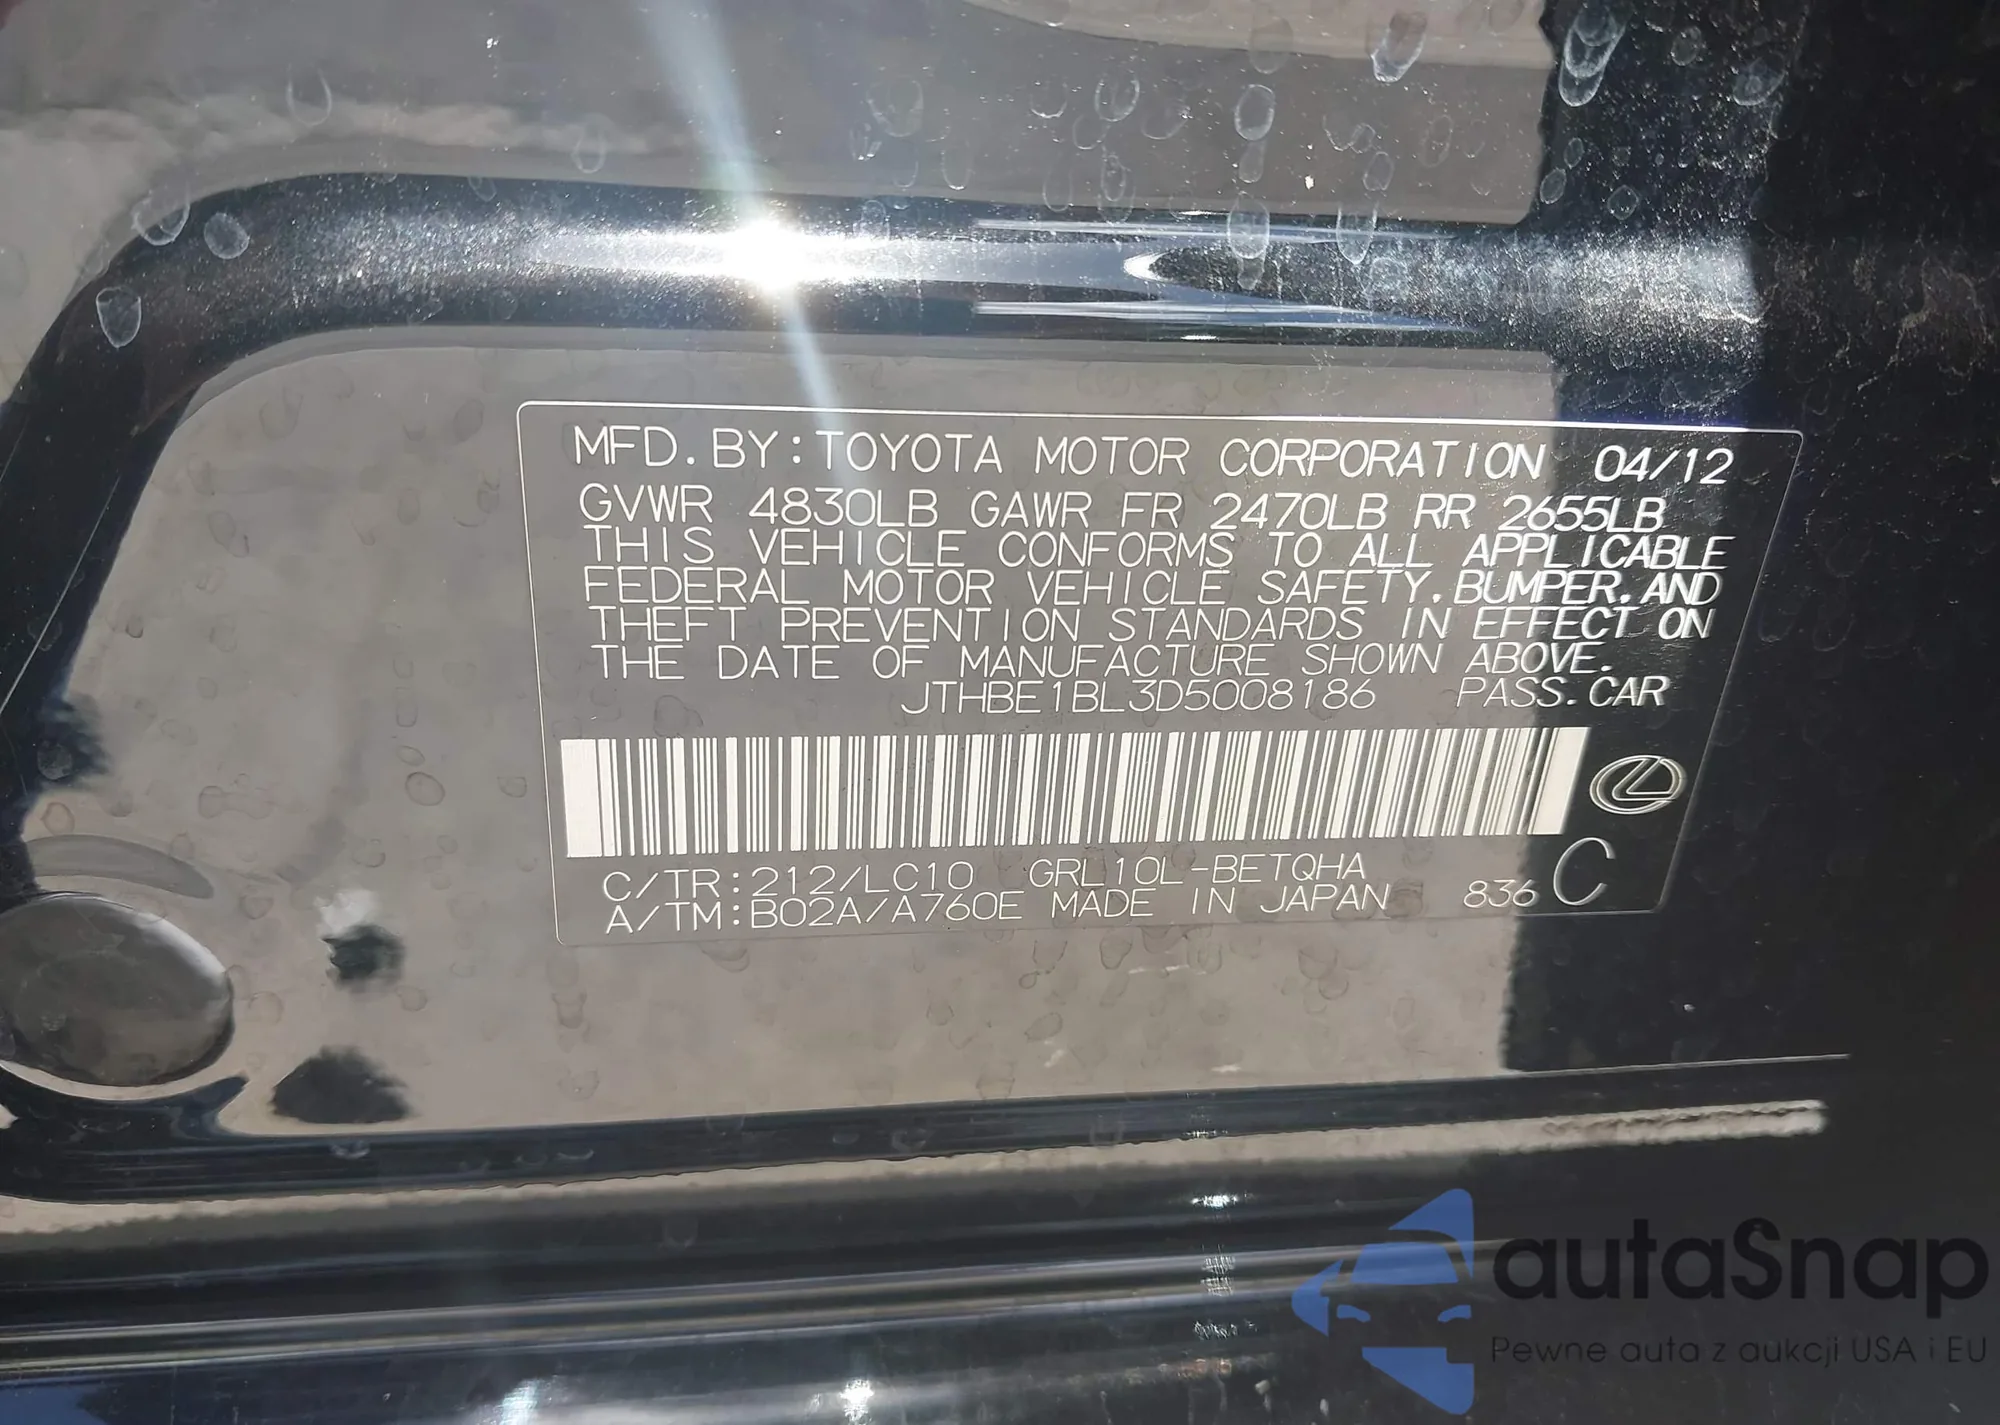 MFD. BY: TOYOTA MOTOR CORPORATION 04/12
GVWR 4830LB GAWR FR 2470LB RR 2655LB
THIS VEHICLE CONFORMS TO ALL APPLICABLE
FEDERAL MOTOR VEHICLE SAFETY, BUMPER, AND
THEFT PREVENTION STANDARDS IN EFFECT ON
THE DATE OF MANUFACTURE SHOWN ABOVE.
JTHBE1BL3D5008186 PASS. CAR
C/TR: 212/LC10 GRL10L-BETQHA
A/TM: B02A/A760E MADE IN JAPAN 836 C
autoSnap
Pewne auta z aukcji USA i EU